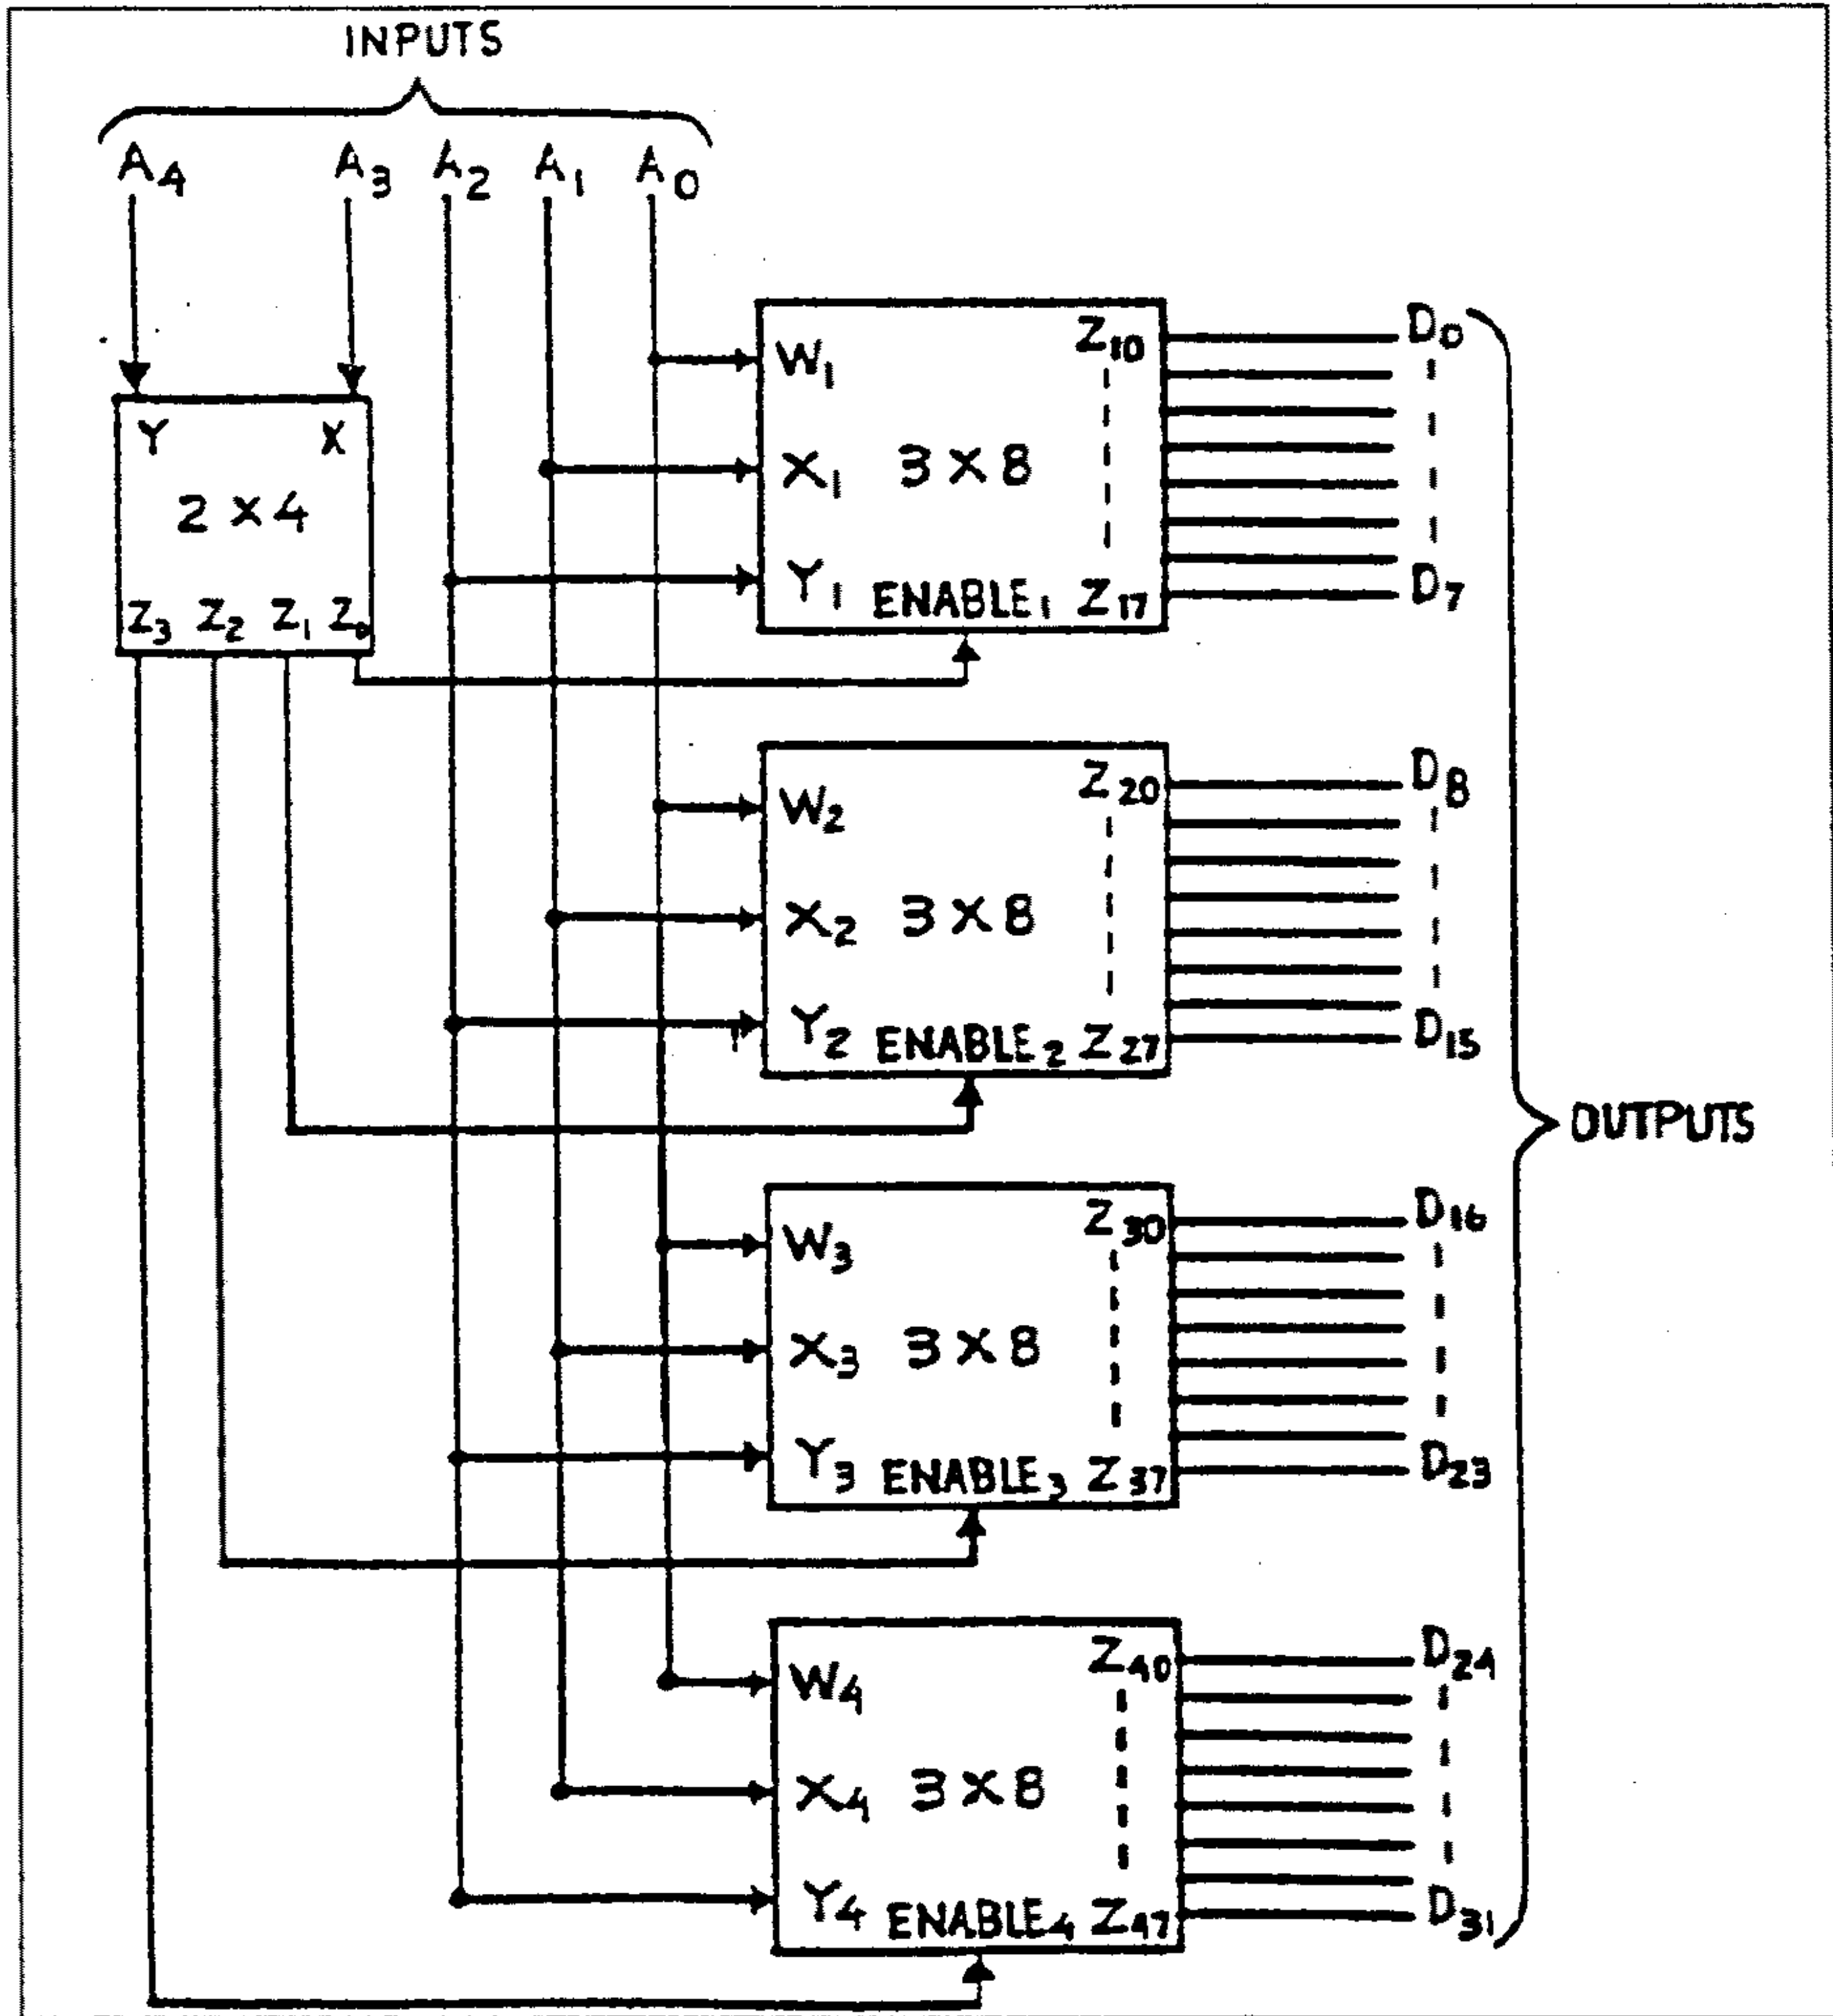 INPUTS
A4 A3 A2 A1 A0
Y X
2 X 4
Z3 Z2 Z1 Z0
W1 Z10 D0
X1 3 X 8
Y1 ENABLE1 Z17 D7
W2 Z20 D8
X2 3 X 8
Y2 ENABLE2 Z27 D15
OUTPUTS
W3 Z30 D16
X3 3 X 8
Y3 ENABLE3 Z37 D23
W4 Z40 D24
X4 3 X 8
Y4 ENABLE4 Z47 D31